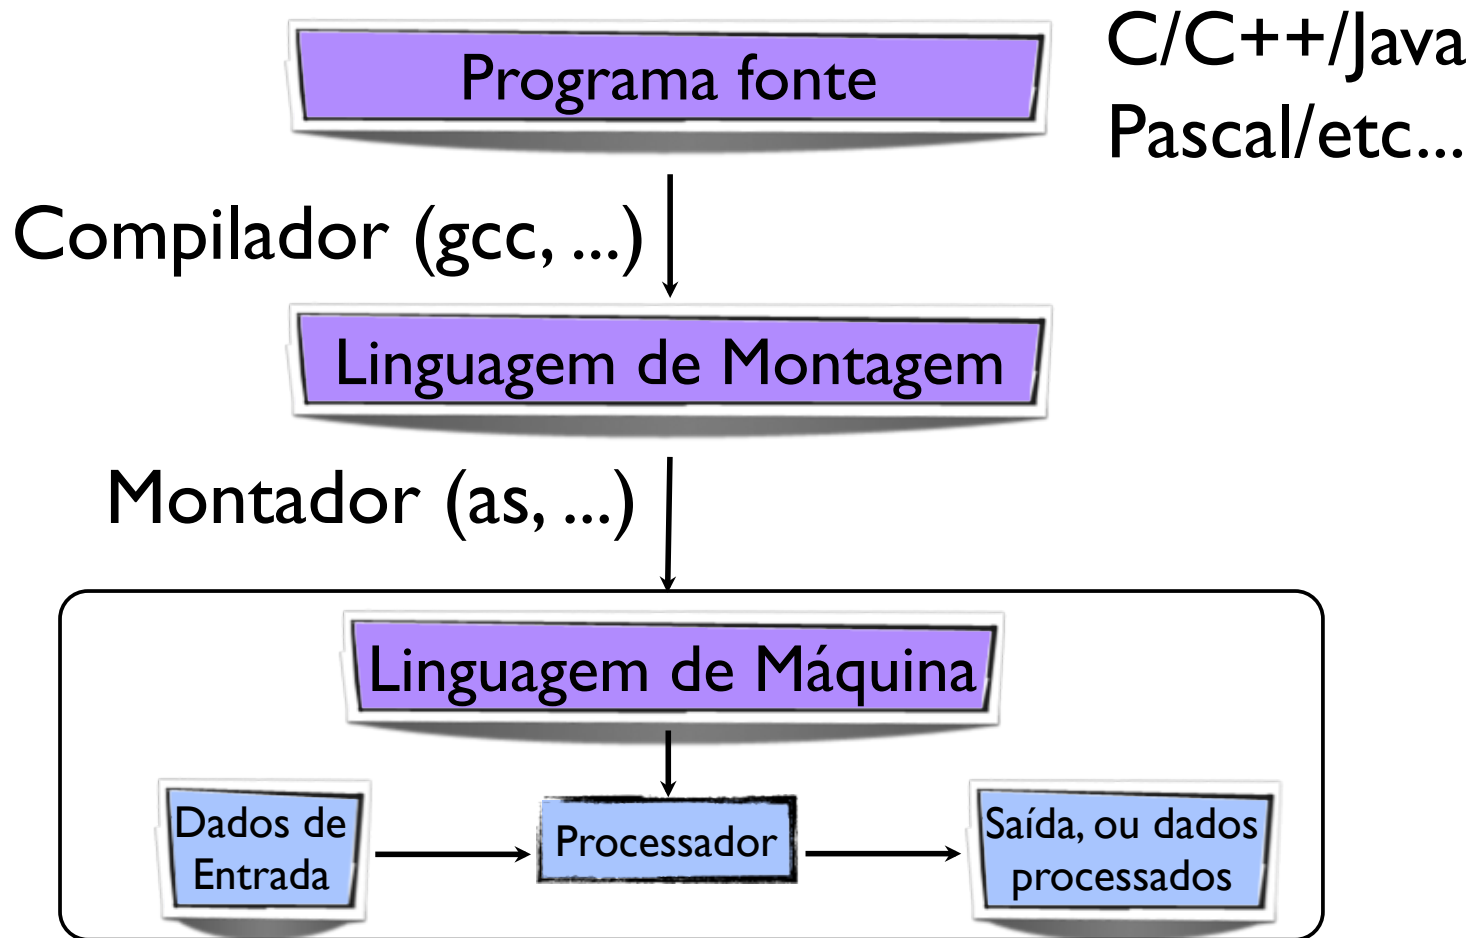 Programa fonte
C/C++/Java
Pascal/etc...
Compilador (gcc, ...)
Linguagem de Montagem
Montador (as, ...)
Linguagem de Máquina
Dados de
Entrada
Processador
Saída, ou dados
processados